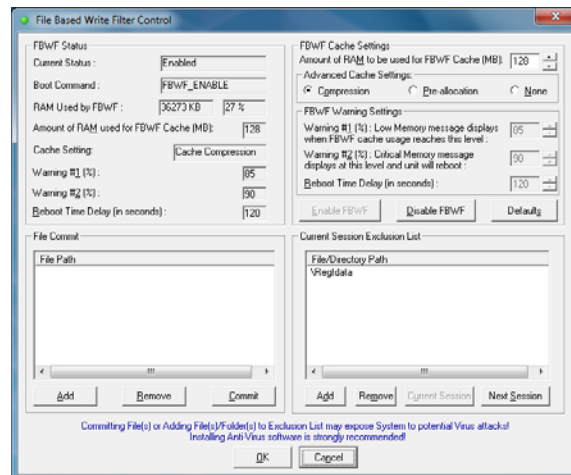 File Based Write Filter Control
FBWF Status
Current Status : Enabled
Boot Command : FBWF_ENABLE
RAM Used by FBWF : 36273 KB 27 %
Amount of RAM used for FBWF Cache (MB): 128
Cache Setting: Cache Compression
Warning #1 (%) : 85
Warning #2 (%) : 90
Reboot Time Delay (in seconds) : 120
FBWF Cache Settings
Amount of RAM to be used for FBWF Cache (MB): 128
Advanced Cache Settings:
Compression Pre-allocation None
FBWF Warning Settings
Warning #1 (%) : Low Memory message displays
when FBWF cache usage reaches this level : 85
Warning #2 (%) : Critical Memory message
displays at this level and unit will reboot : 90
Reboot Time Delay (in seconds) : 120
Enable FBWF Disable FBWF Defaults
File Commit
File Path
Add Remove Commit
Current Session Exclusion List
File/Directory Path
\Regfdata
Add Remove Current Session Next Session
Committing File(s) or Adding File(s)/Folder(s) to Exclusion List may expose System to potential Virus attacks!
Installing Anti-Virus software is strongly recommended!
OK Cancel